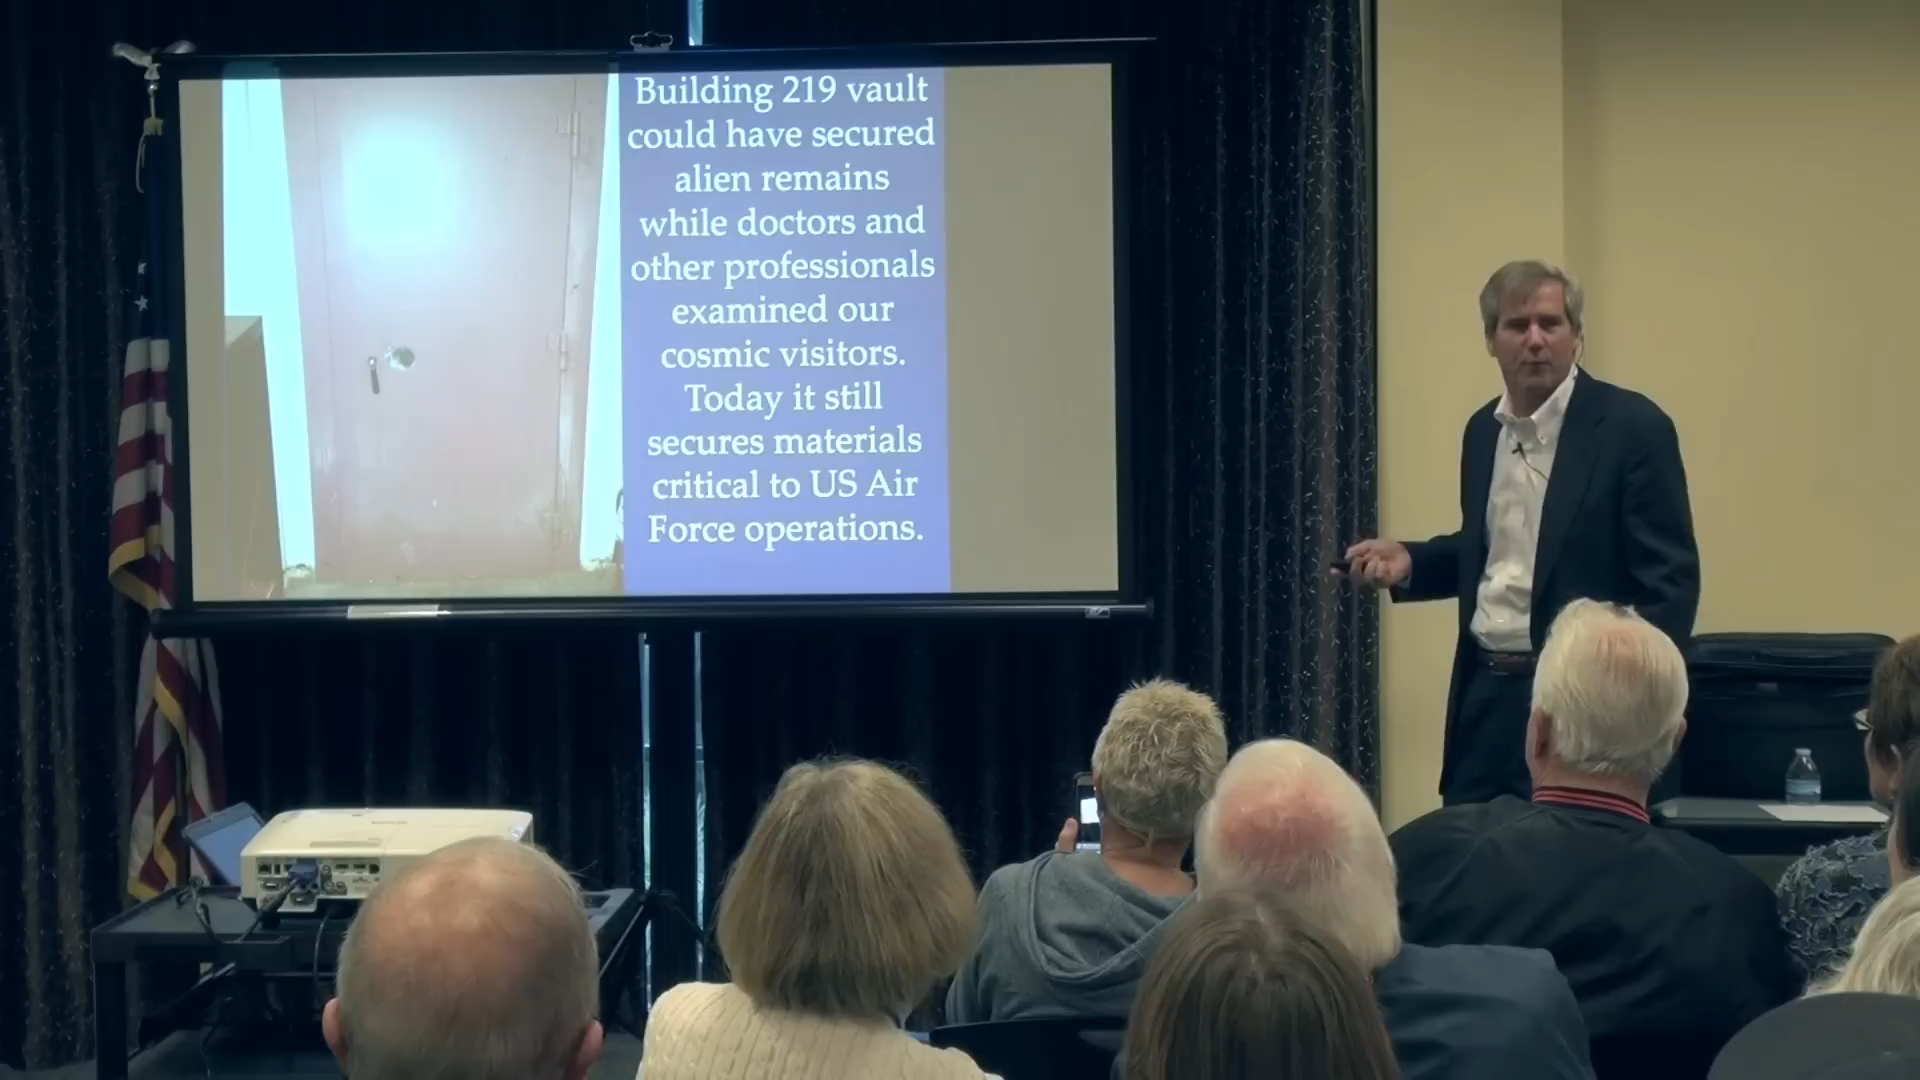 Building 219 vault
could have secured
alien remains
while doctors and
other professionals
examined our
cosmic visitors.
Today it still
secures materials
critical to US Air
Force operations.